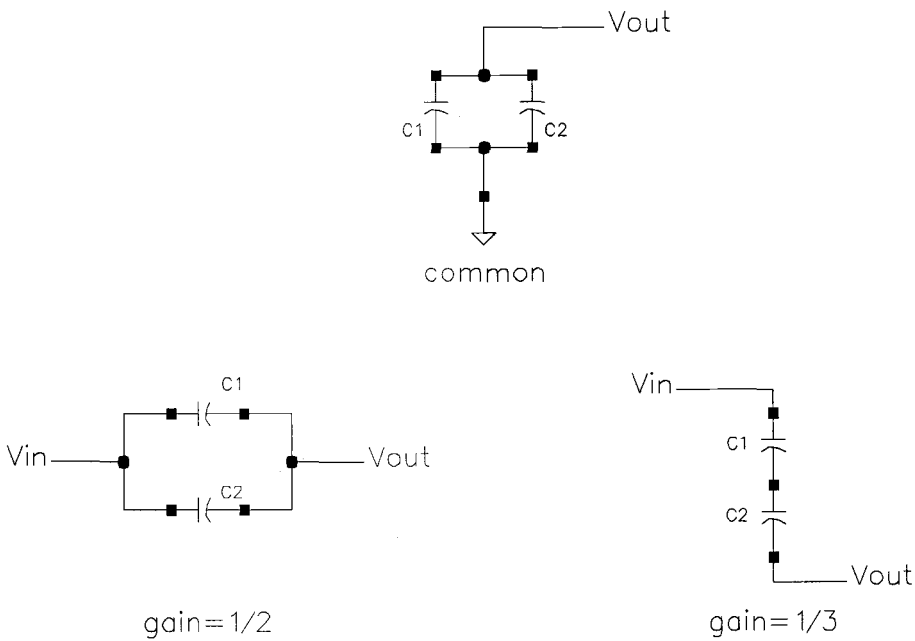 Vout
C1
C2
common
C1
Vin
Vout
C2
gain=1/2
Vin
C1
C2
Vout
gain=1/3